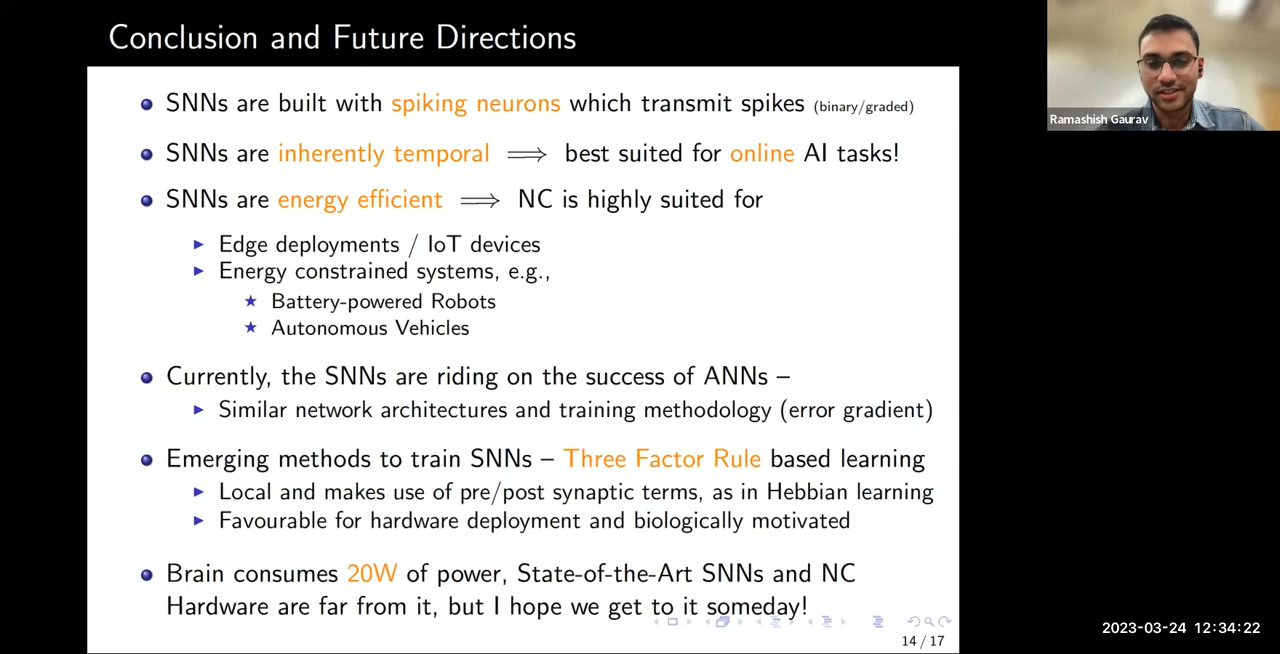 Conclusion and Future Directions
SNNs are built with spiking neurons which transmit spikes (binary/graded)
SNNs are inherently temporal ⟹ best suited for online AI tasks!
SNNs are energy efficient ⟹ NC is highly suited for
Edge deployments / IoT devices
Energy constrained systems, e.g.,
Battery-powered Robots
Autonomous Vehicles
Currently, the SNNs are riding on the success of ANNs –
Similar network architectures and training methodology (error gradient)
Emerging methods to train SNNs – Three Factor Rule based learning
Local and makes use of pre/post synaptic terms, as in Hebbian learning
Favourable for hardware deployment and biologically motivated
Brain consumes 20W of power, State-of-the-Art SNNs and NC
Hardware are far from it, but I hope we get to it someday!
14 / 17
Ramashish Gaurav
2023-03-24 12:34:22